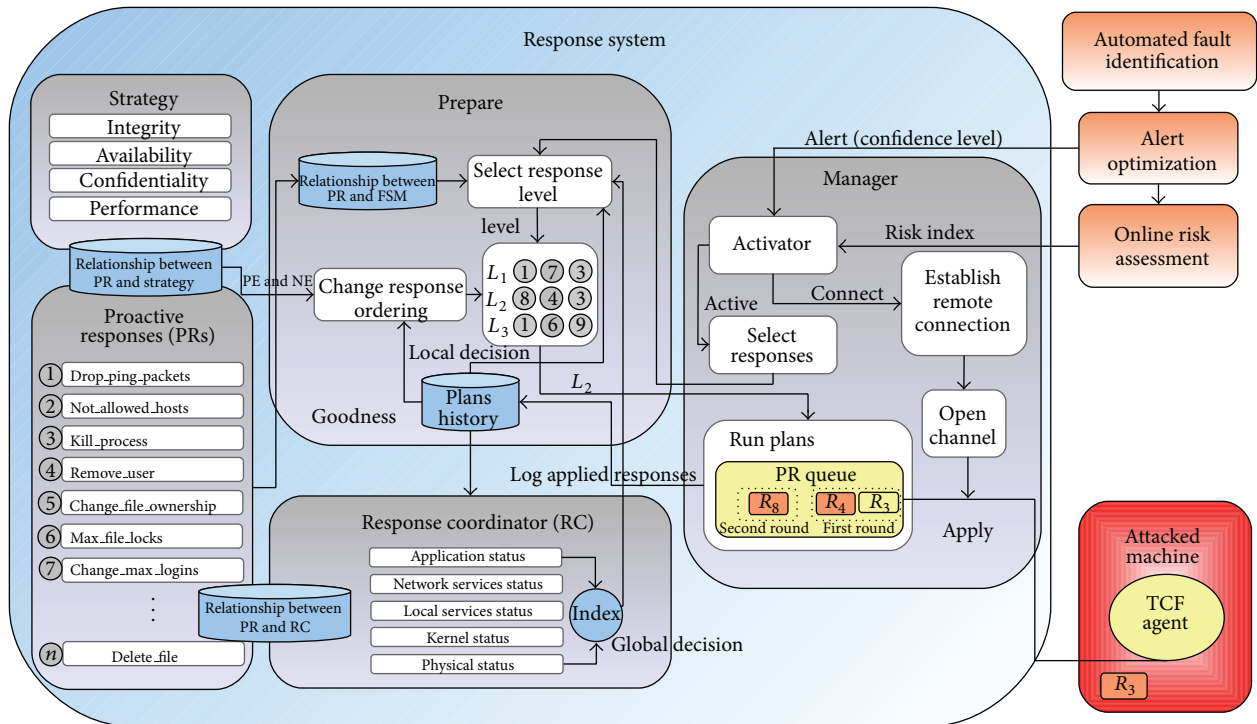 Response system
Automated fault
identification
Alert
optimization
Online risk
assessment
Alert (confidence level)
Risk index
Strategy
Integrity
Availability
Confidentiality
Performance
Relationship between
PR and strategy
PE and NE
Proactive
responses (PRs)
1 Drop_ping_packets
2 Not_allowed_hosts
3 Kill_process
4 Remove_user
5 Change_file_ownership
6 Max_file_locks
7 Change_max_logins
⋮
n Delete_file
Prepare
Relationship between
PR and FSM
Select response
level
level
Change response
ordering
L1 1 7 3
L2 8 4 3
L3 1 6 9
Local decision
Plans
history
Goodness
L2
Log applied responses
Response coordinator (RC)
Application status
Network services status
Local services status
Kernel status
Physical status
Index
Global decision
Relationship between
PR and RC
Manager
Activator
Active
Connect
Select
responses
Establish
remote
connection
Open
channel
Run plans
PR queue
R8 R4 R3
Second round First round
Apply
Attacked
machine
TCF
agent
R3